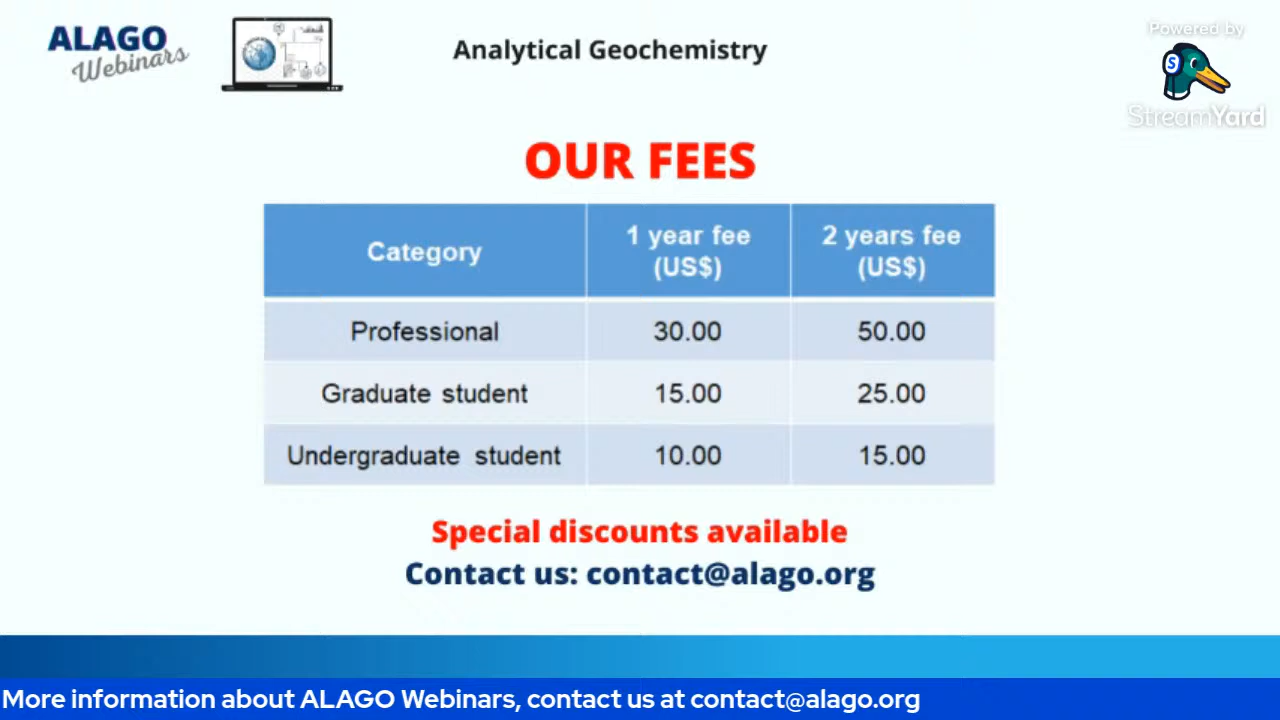 ALAGO
Webinars
Analytical Geochemistry
Powered by
S
StreamYard
OUR FEES
Category 1 year fee (US$) 2 years fee (US$)
Professional 30.00 50.00
Graduate student 15.00 25.00
Undergraduate student 10.00 15.00
Special discounts available
Contact us: contact@alago.org
More information about ALAGO Webinars, contact us at contact@alago.org